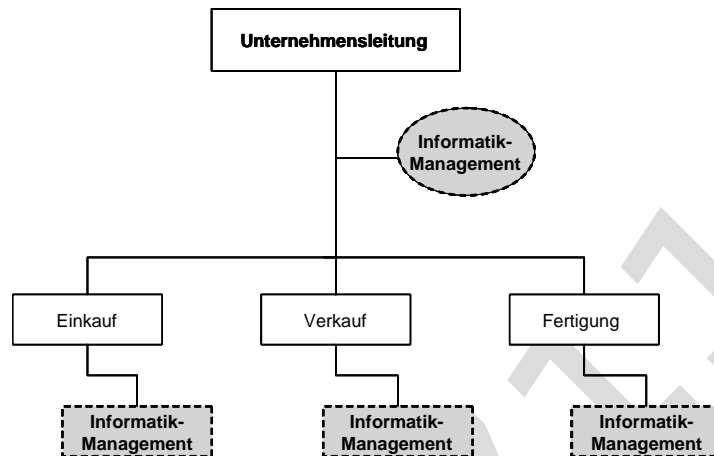 Unternehmensleitung
Informatik-
Management
Einkauf
Verkauf
Fertigung
Informatik-
Management
Informatik-
Management
Informatik-
Management